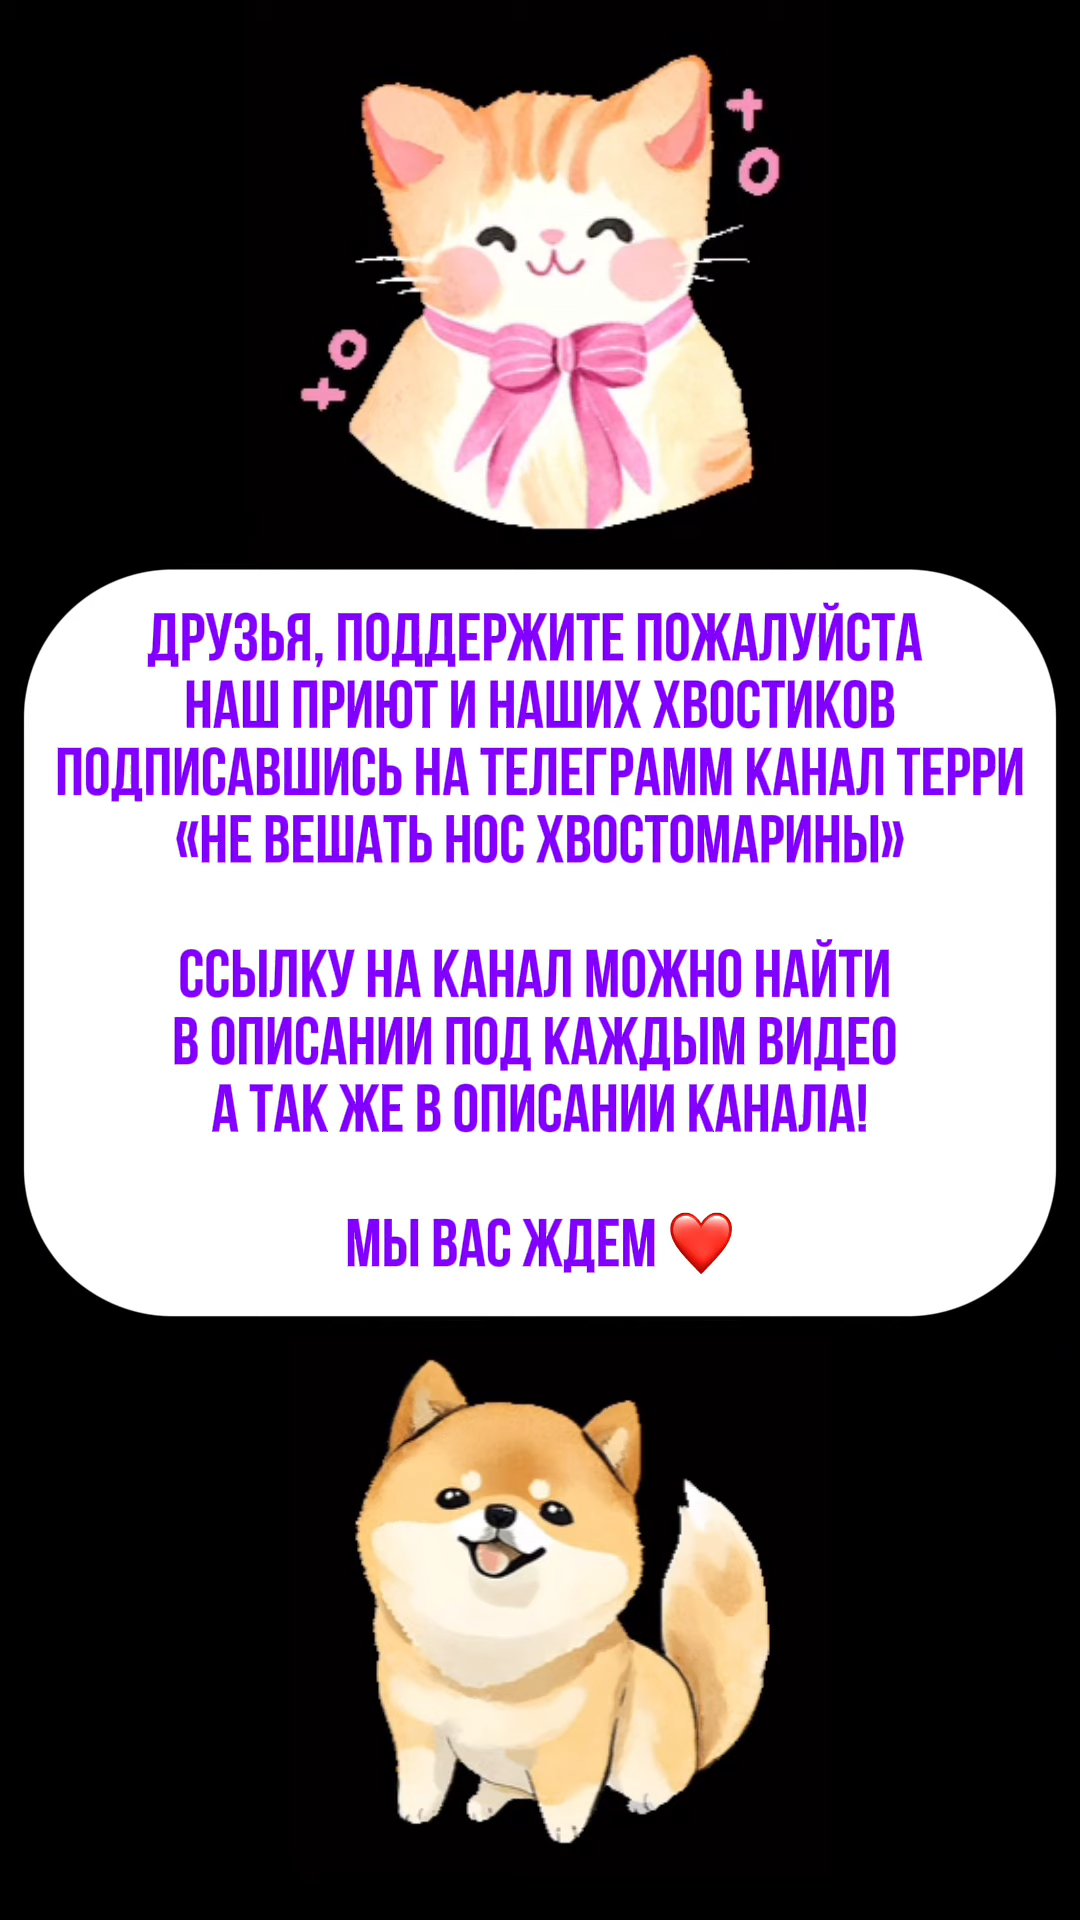 ДРУЗЬЯ, ПОДДЕРЖИТЕ ПОЖАЛУЙСТА
НАШ ПРИЮТ И НАШИХ ХВОСТИКОВ
ПОДПИСАВШИСЬ НА ТЕЛЕГРАММ КАНАЛ ТЕРРИ
«НЕ ВЕШАТЬ НОС ХВОСТОМАРИНЫ»
ССЫЛКУ НА КАНАЛ МОЖНО НАЙТИ
В ОПИСАНИИ ПОД КАЖДЫМ ВИДЕО
А ТАК ЖЕ В ОПИСАНИИ КАНАЛА!
МЫ ВАС ЖДЕМ ❤️